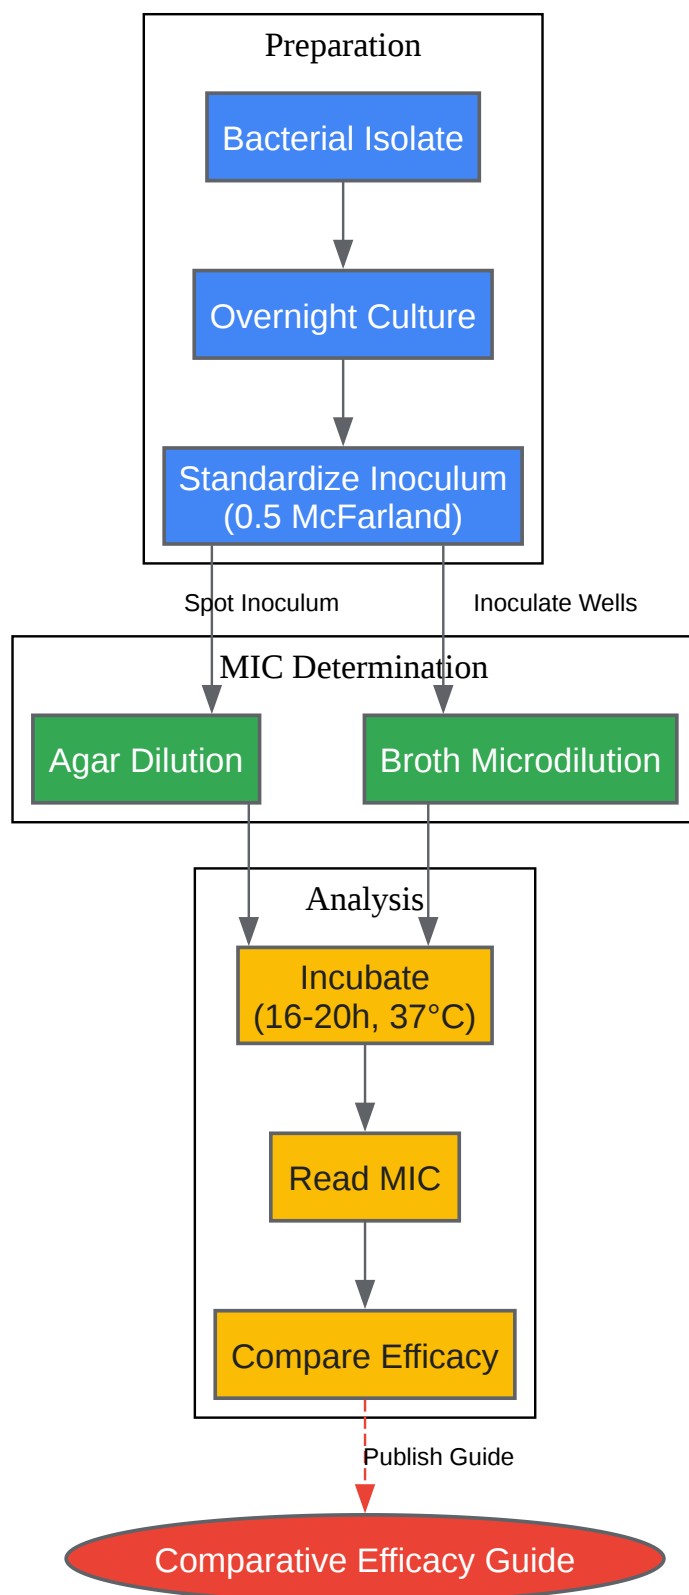 Preparation
Bacterial Isolate
Overnight Culture
Standardize Inoculum
(0.5 McFarland)
Spot Inoculum
Inoculate Wells
MIC Determination
Agar Dilution
Broth Microdilution
Analysis
Incubate
(16-20h, 37°C)
Read MIC
Compare Efficacy
Publish Guide
Comparative Efficacy Guide